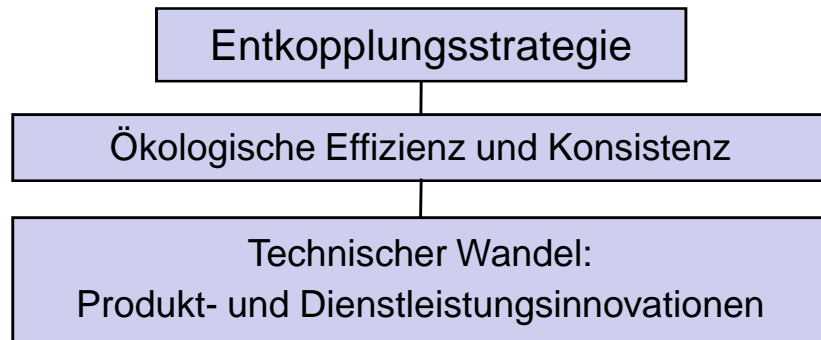 Entkopplungsstrategie
Ökologische Effizienz und Konsistenz
Technischer Wandel:
Produkt- und Dienstleistungsinnovationen